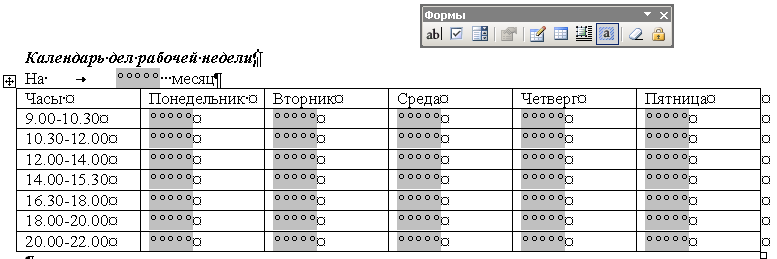 Формы
ab|
a
Календарь дел рабочей недели¶
На °°°°° месяц¶
Часы Понедельник Вторник Среда Четверг Пятница
9.00-10.30 °°°°° °°°°° °°°°° °°°°° °°°°°
10.30-12.00 °°°°° °°°°° °°°°° °°°°° °°°°°
12.00-14.00 °°°°° °°°°° °°°°° °°°°° °°°°°
14.00-15.30 °°°°° °°°°° °°°°° °°°°° °°°°°
16.30-18.00 °°°°° °°°°° °°°°° °°°°° °°°°°
18.00-20.00 °°°°° °°°°° °°°°° °°°°° °°°°°
20.00-22.00 °°°°° °°°°° °°°°° °°°°° °°°°°